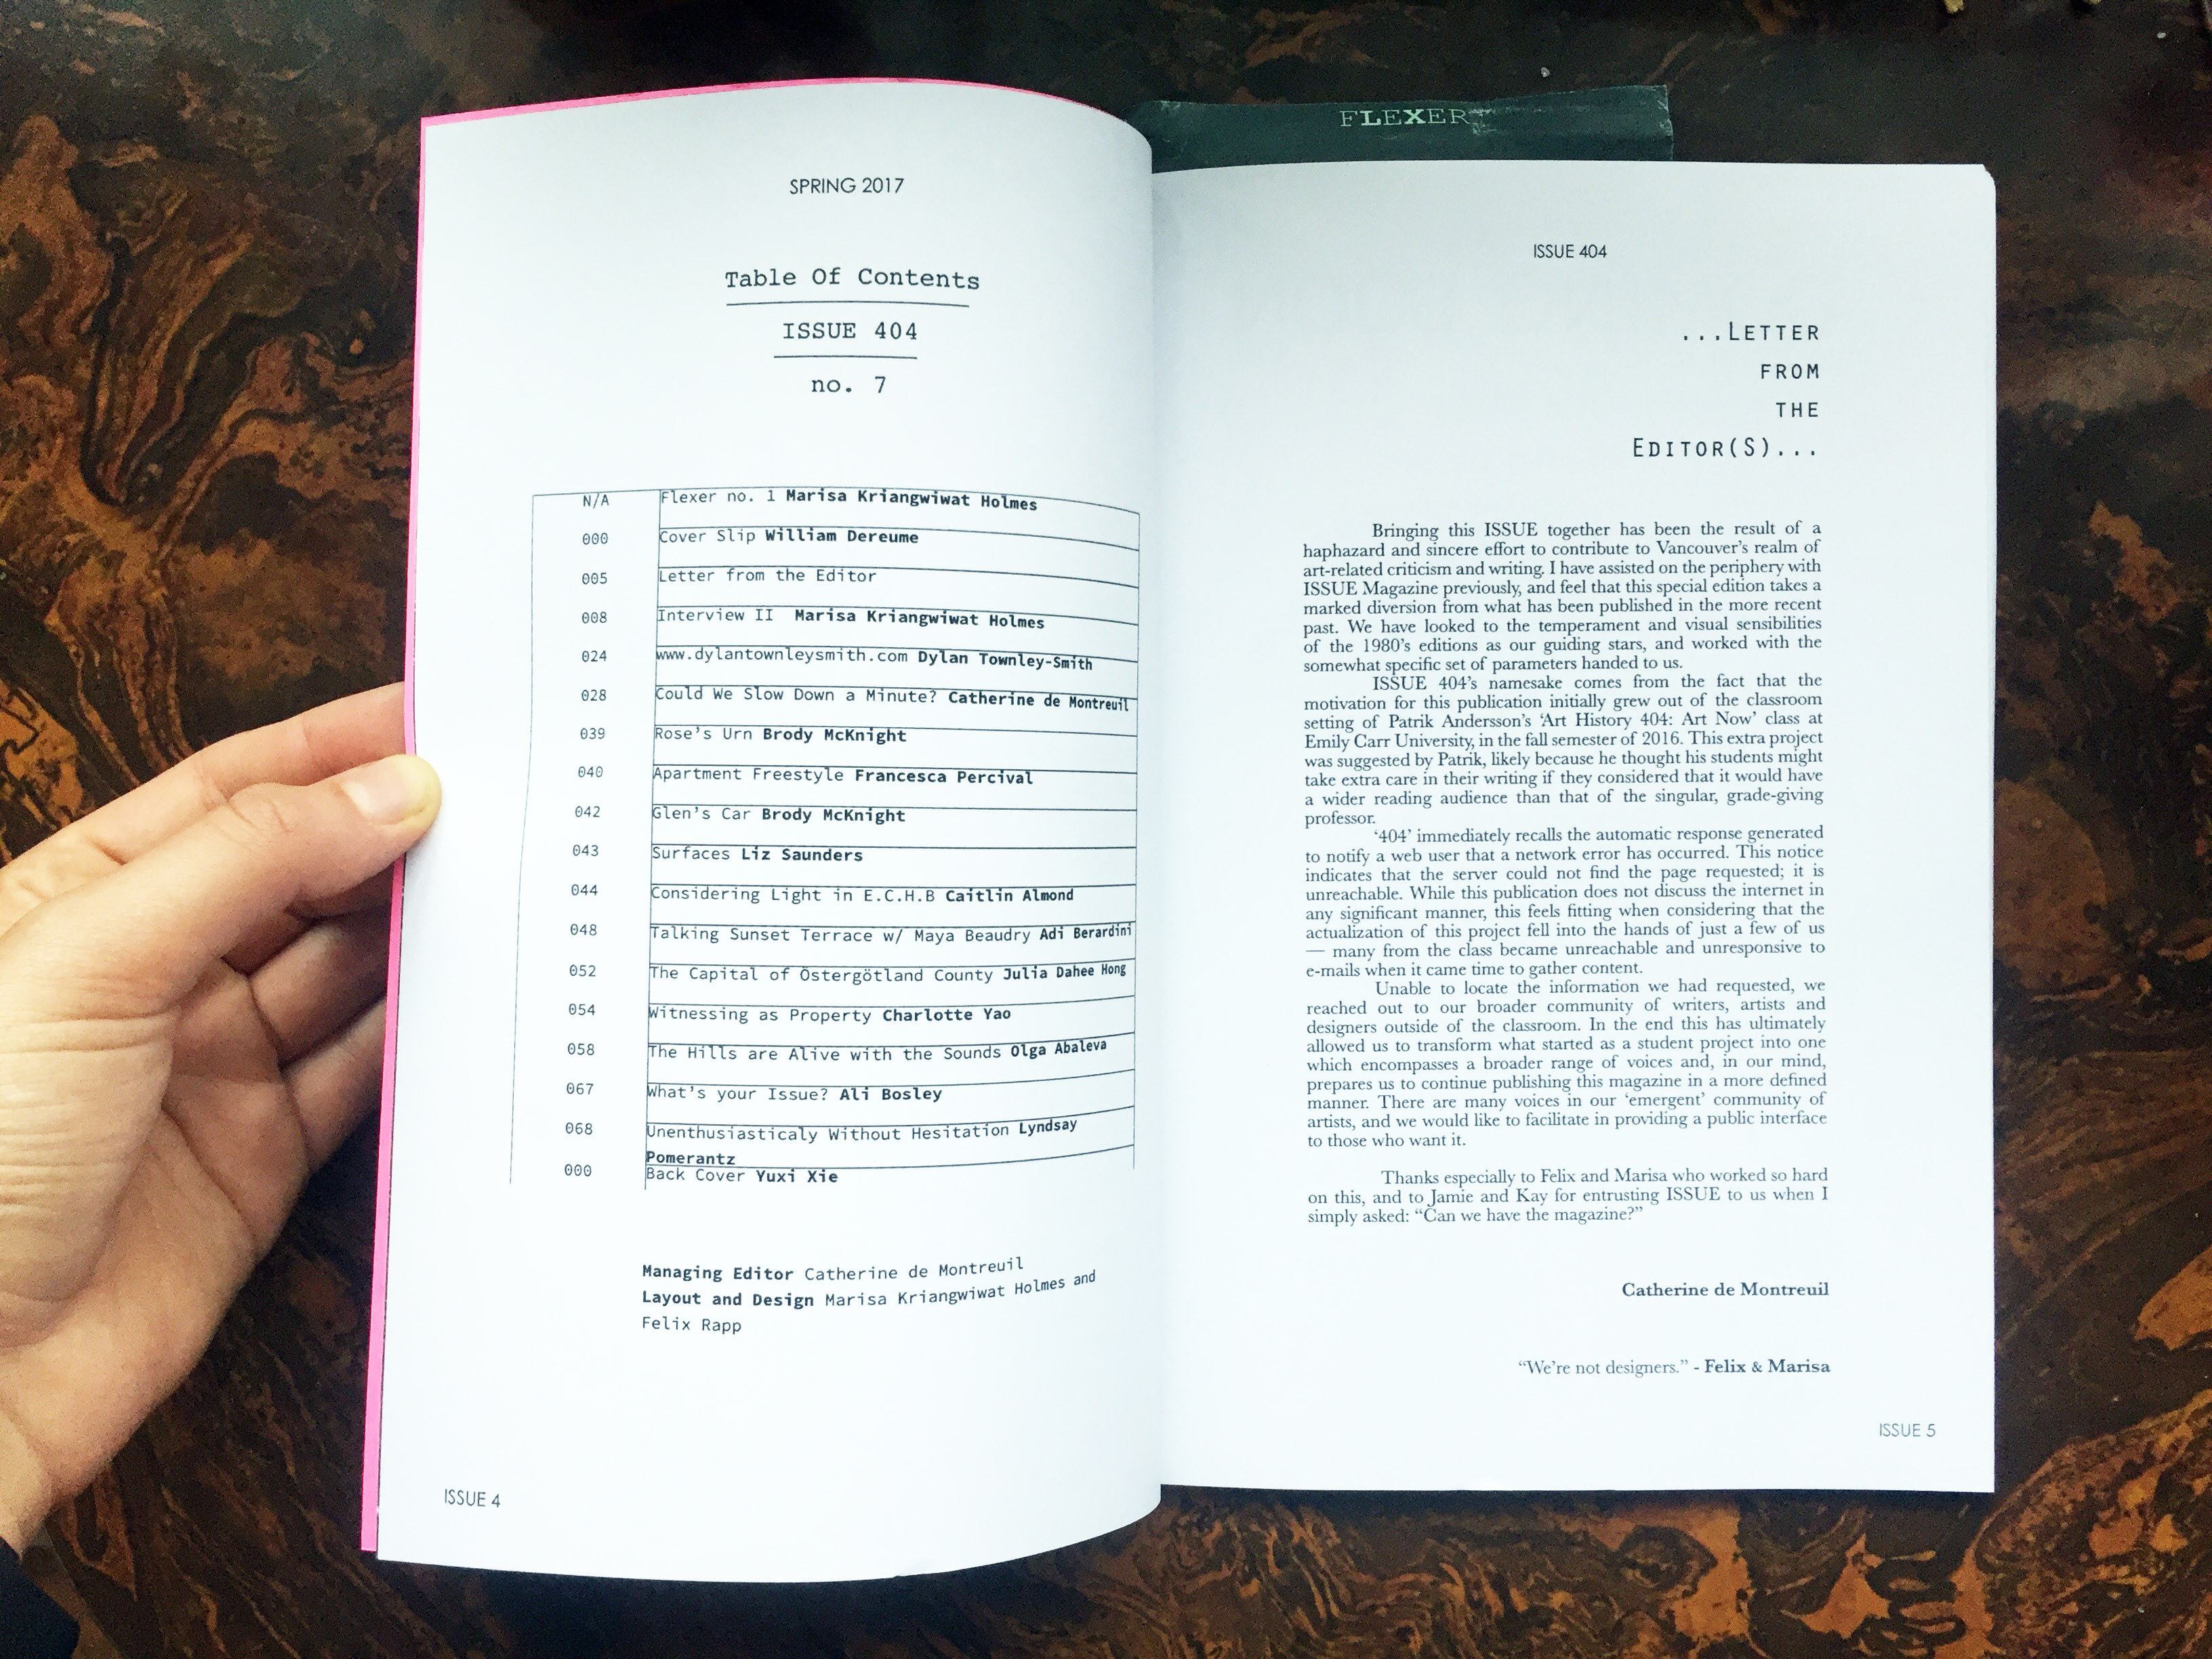 FLEXER
SPRING 2017
Table Of Contents
ISSUE 404
no. 7
N/A Flexer no. 1 Marisa Kriangwiwat Holmes
000 Cover Slip William Dereume
005 Letter from the Editor
008 Interview II Marisa Kriangwiwat Holmes
024 www.dylantownleysmith.com Dylan Townley-Smith
028 Could We Slow Down a Minute? Catherine de Montreuil
039 Rose's Urn Brody McKnight
040 Apartment Freestyle Francesca Percival
042 Glen's Car Brody McKnight
043 Surfaces Liz Saunders
044 Considering Light in E.C.H.B Caitlin Almond
048 Talking Sunset Terrace w/ Maya Beaudry Adi Berardini
052 The Capital of Östergötland County Julia Dahee Hong
054 Witnessing as Property Charlotte Yao
058 The Hills are Alive with the Sounds Olga Abaleva
067 What's your Issue? Ali Bosley
068 Unenthusiasticaly Without Hesitation Lyndsay
Pomerantz
000 Back Cover Yuxi Xie
Managing Editor Catherine de Montreuil
Layout and Design Marisa Kriangwiwat Holmes and
Felix Rapp
ISSUE 4
ISSUE 404
...LETTER
FROM
THE
EDITOR(S)...
Bringing this ISSUE together has been the result of a
haphazard and sincere effort to contribute to Vancouver's realm of
art-related criticism and writing. I have assisted on the periphery with
ISSUE Magazine previously, and feel that this special edition takes a
marked diversion from what has been published in the more recent
past. We have looked to the temperament and visual sensibilities
of the 1980's editions as our guiding stars, and worked with the
somewhat specific set of parameters handed to us.
ISSUE 404's namesake comes from the fact that the
motivation for this publication initially grew out of the classroom
setting of Patrik Andersson's 'Art History 404: Art Now' class at
Emily Carr University, in the fall semester of 2016. This extra project
was suggested by Patrik, likely because he thought his students might
take extra care in their writing if they considered that it would have
a wider reading audience than that of the singular, grade-giving
professor.
'404' immediately recalls the automatic response generated
to notify a web user that a network error has occurred. This notice
indicates that the server could not find the page requested; it is
unreachable. While this publication does not discuss the internet in
any significant manner, this feels fitting when considering that the
actualization of this project fell into the hands of just a few of us
— many from the class became unreachable and unresponsive to
e-mails when it came time to gather content.
Unable to locate the information we had requested, we
reached out to our broader community of writers, artists and
designers outside of the classroom. In the end this has ultimately
allowed us to transform what started as a student project into one
which encompasses a broader range of voices and, in our mind,
prepares us to continue publishing this magazine in a more defined
manner. There are many voices in our 'emergent' community of
artists, and we would like to facilitate in providing a public interface
to those who want it.
Thanks especially to Felix and Marisa who worked so hard
on this, and to Jamie and Kay for entrusting ISSUE to us when I
simply asked: "Can we have the magazine?"
Catherine de Montreuil
"We're not designers." - Felix & Marisa
ISSUE 5